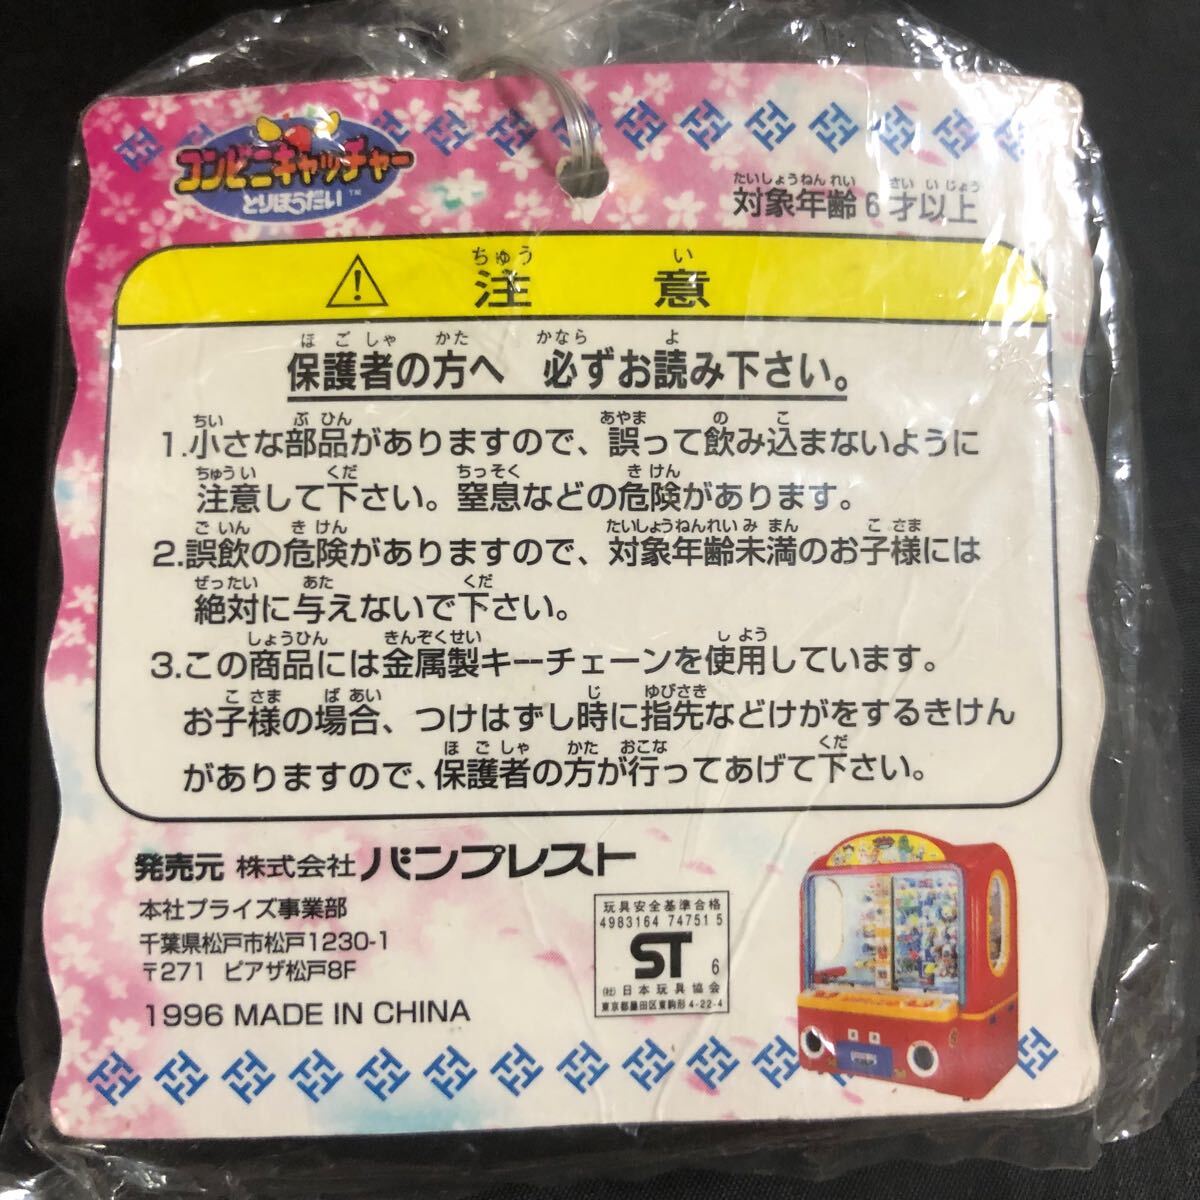 コンビニキャッチャー
とりほうだい™
たいしょうねんれい さいいじょう
対象年齢6才以上
ちゅう い
注 意
ほごしゃ かた かなら よ
保護者の方へ 必ずお読み下さい。
ちい ぶひん あやま の こ
1.小さな部品がありますので、誤って飲み込まないように
ちゅうい くだ ちっそく きけん
注意して下さい。窒息などの危険があります。
ごいん きけん たいしょうねんれいみまん こさま
2.誤飲の危険がありますので、対象年齢未満のお子様には
ぜったい あた くだ
絶対に与えないで下さい。
しょうひん きんぞくせい しよう
3.この商品には金属製キーチェーンを使用しています。
こさま ばあい じ ゆびさき
お子様の場合、つけはずし時に指先などけがをするきけん
ほごしゃ かた おこな くだ
がありますので、保護者の方が行ってあげて下さい。
発売元 株式会社 バンプレスト
本社プライズ事業部
千葉県松戸市松戸1230-1
〒271 ピアザ松戸8F
1996 MADE IN CHINA
玩具安全基準合格
4983164 74751 5
ST 6
(社)日本玩具協会
東京都墨田区東駒形4-22-4